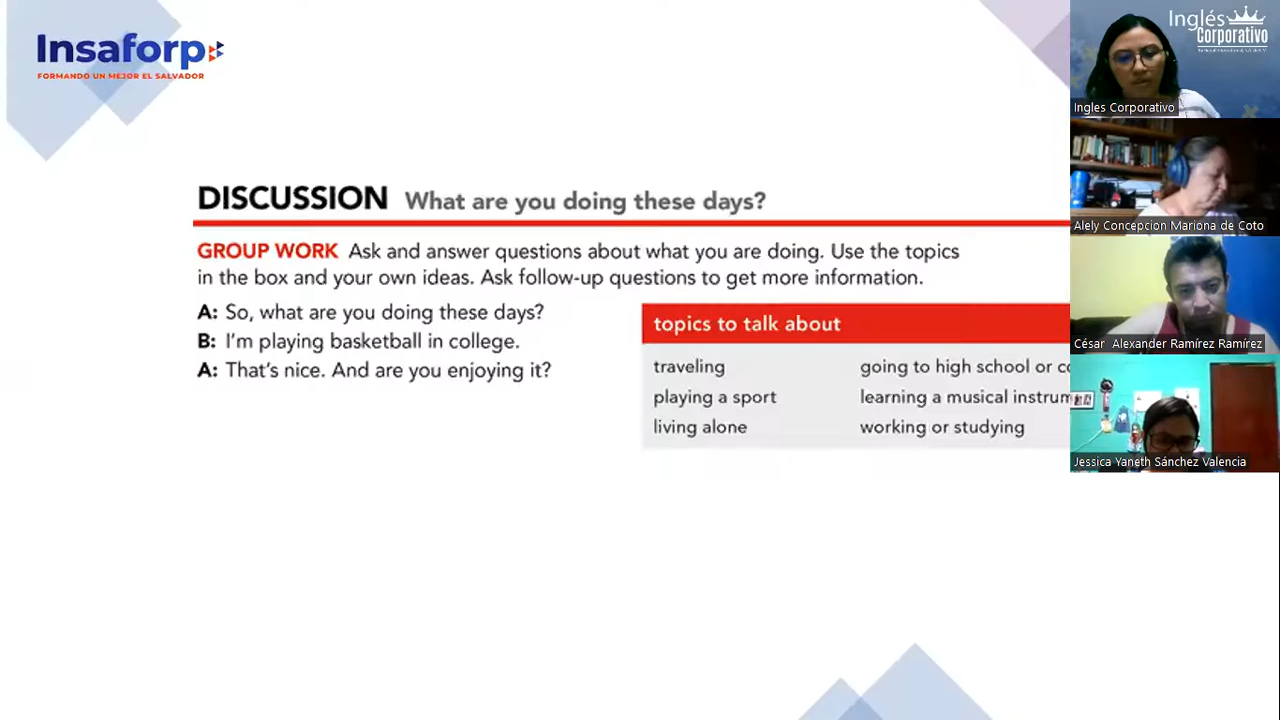 Insaforp
FORMANDO UN MEJOR EL SALVADOR
DISCUSSION What are you doing these days?
GROUP WORK Ask and answer questions about what you are doing. Use the topics
in the box and your own ideas. Ask follow-up questions to get more information.
A: So, what are you doing these days?
B: I'm playing basketball in college.
A: That's nice. And are you enjoying it?
topics to talk about
traveling
playing a sport
living alone
going to high school or
learning a musical
working or studying
Inglés
Corporativo
Ingles Corporativo
Alely Concepcion Mariona de Coto
César Alexander Ramírez Ramírez
Jessica Yaneth Sánchez Valencia